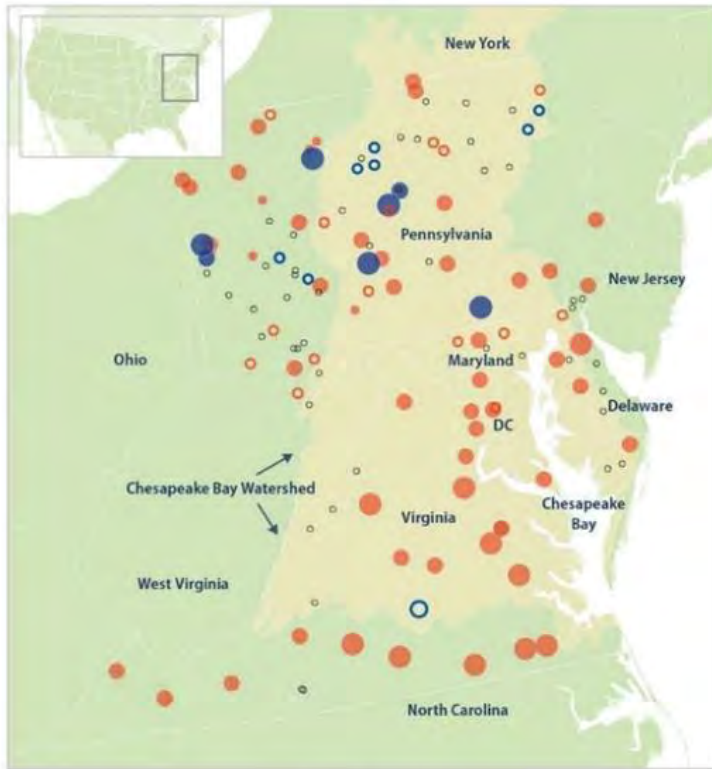 New York
Pennsylvania
New Jersey
Ohio
Maryland
Delaware
DC
Chesapeake Bay Watershed
Chesapeake
Bay
Virginia
West Virginia
North Carolina